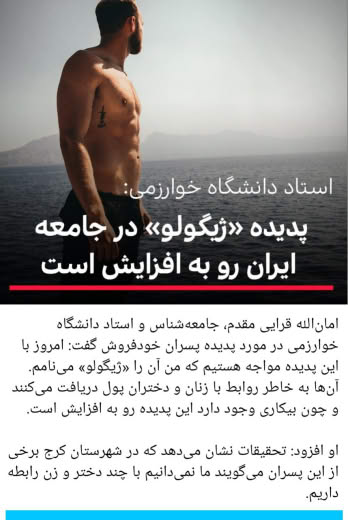 استاد دانشگاه خوارزمی:
پدیده «ژیگولو» در جامعه
ایران رو به افزایش است
امان‌الله قرایی مقدم، جامعه‌شناس و استاد دانشگاه
خوارزمی در مورد پدیده پسران خودفروش گفت: امروز با
این پدیده مواجه هستیم که من آن را «ژیگولو» می‌نامم.
آن‌ها به خاطر روابط با زنان و دختران پول دریافت می‌کنند
و چون بیکاری وجود دارد این پدیده رو به افزایش است.
او افزود: تحقیقات نشان می‌دهد که در شهرستان کرج برخی
از این پسران می‌گویند ما نمی‌دانیم با چند دختر و زن رابطه
داریم.